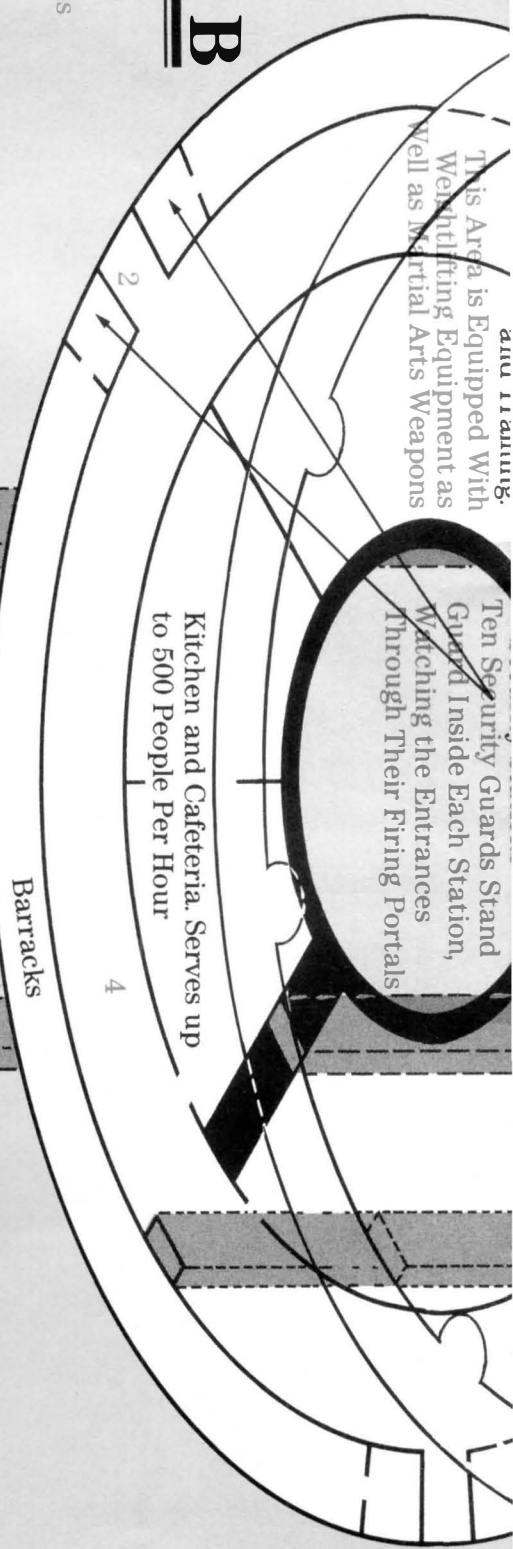 B
and Training.
This Area is Equipped With
Weightlifting Equipment as
Well as Martial Arts Weapons
Ten Security Guards Stand
Guard Inside Each Station,
Watching the Entrances
Through Their Firing Portals
Kitchen and Cafeteria. Serves up
to 500 People Per Hour
2
4
Barracks
s